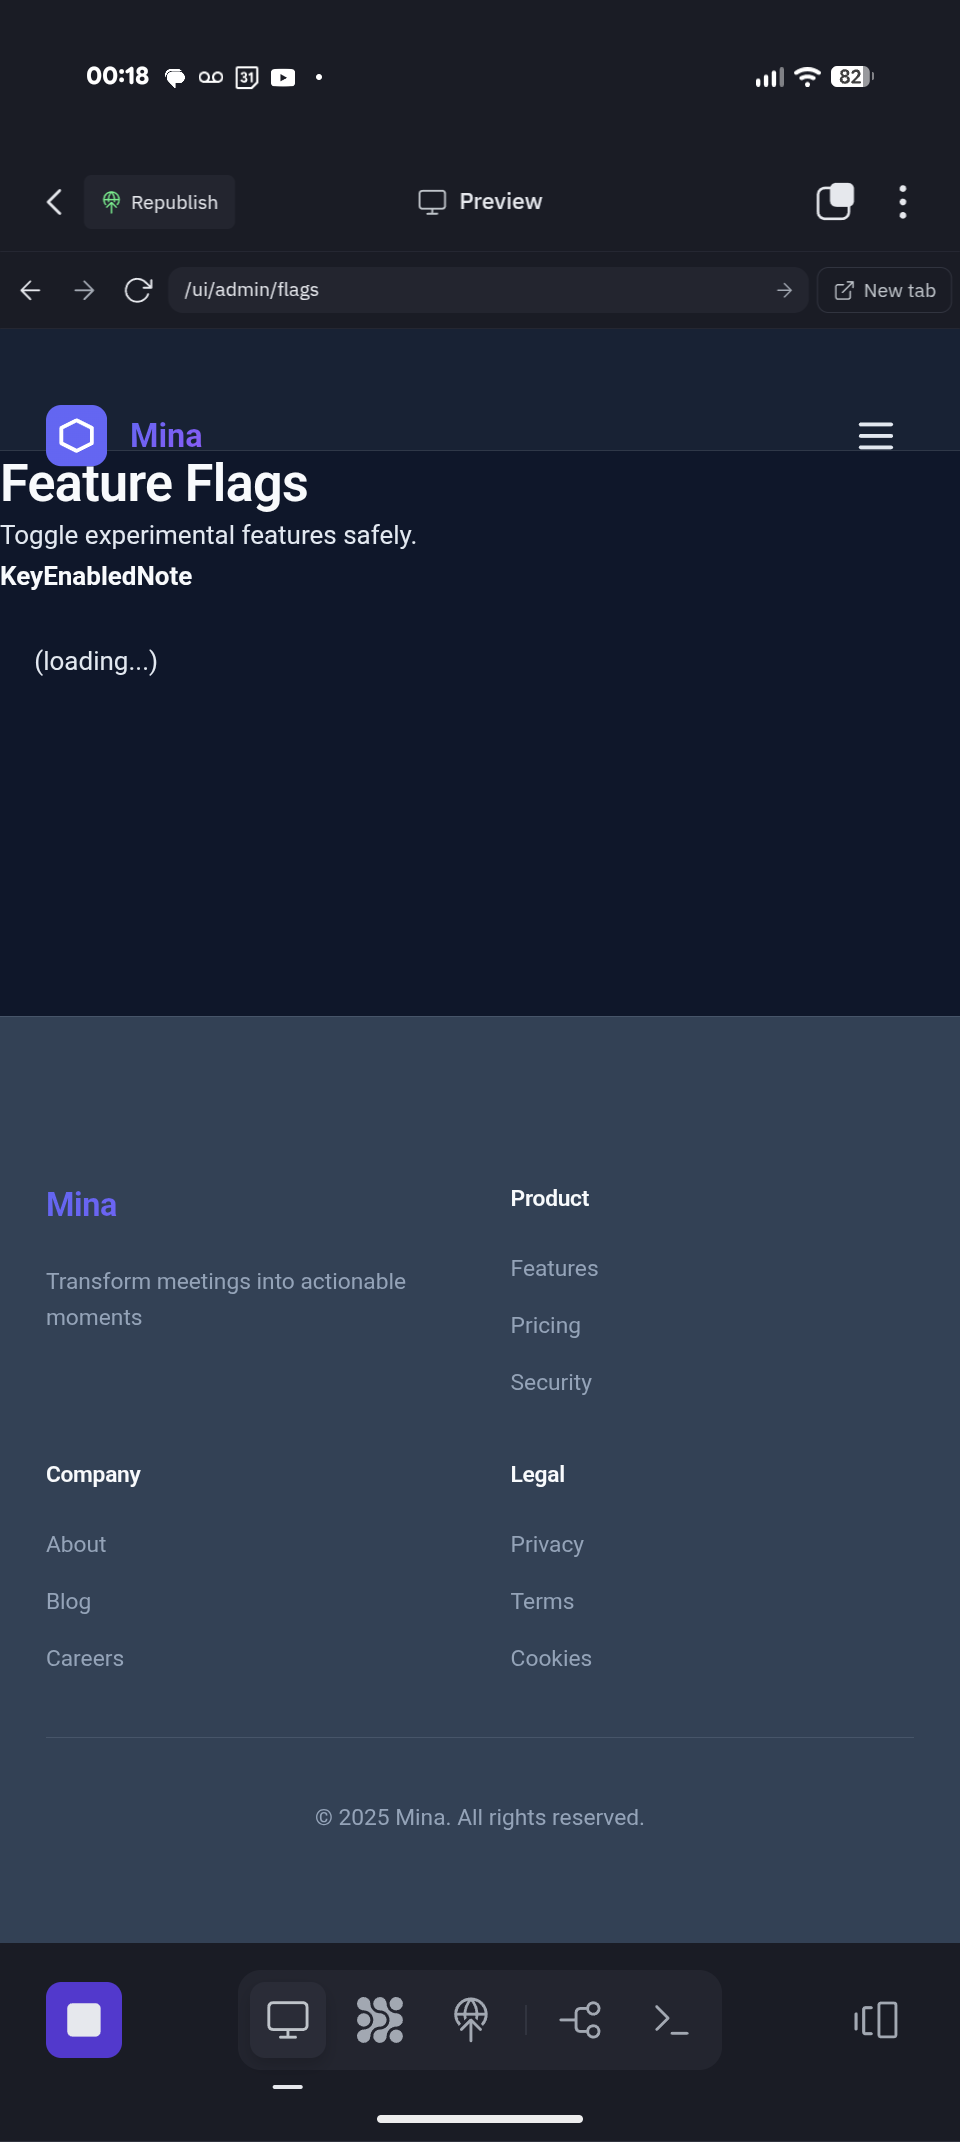 00:18
31
82
Republish
Preview
/ui/admin/flags
New tab
Mina
Feature Flags
Toggle experimental features safely.
KeyEnabledNote
(loading...)
Mina
Transform meetings into actionable
moments
Product
Features
Pricing
Security
Company
About
Blog
Careers
Legal
Privacy
Terms
Cookies
© 2025 Mina. All rights reserved.